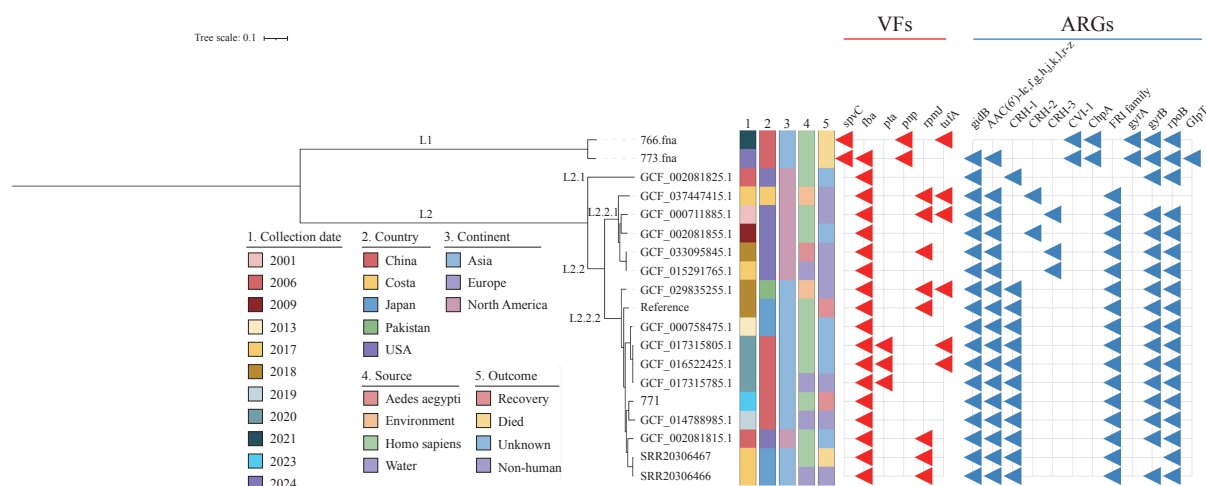 VFs
ARGs
Tree scale: 0.1
spvC
fba
pta
pnp
rpmJ
tufA
gidB
AAC(6')-Ic,f,g,h,j,k,l,r-z
CRH-1
CRH-2
CRH-3
CVI-1
ChpA
FRI family
gyrA
gyrB
rpoB
GlpT
1
2
3
4
5
L1
L2
L2.1
L2.2
L2.2.1
L2.2.2
766.fna
773.fna
GCF_002081825.1
GCF_037447415.1
GCF_000711885.1
GCF_002081855.1
GCF_033095845.1
GCF_015291765.1
GCF_029835255.1
Reference
GCF_000758475.1
GCF_017315805.1
GCF_016522425.1
GCF_017315785.1
771
GCF_014788985.1
GCF_002081815.1
SRR20306467
SRR20306466
1. Collection date
2001
2006
2009
2013
2017
2018
2019
2020
2021
2023
2024
2. Country
China
Costa
Japan
Pakistan
USA
3. Continent
Asia
Europe
North America
4. Source
Aedes aegypti
Environment
Homo sapiens
Water
5. Outcome
Recovery
Died
Unknown
Non-human